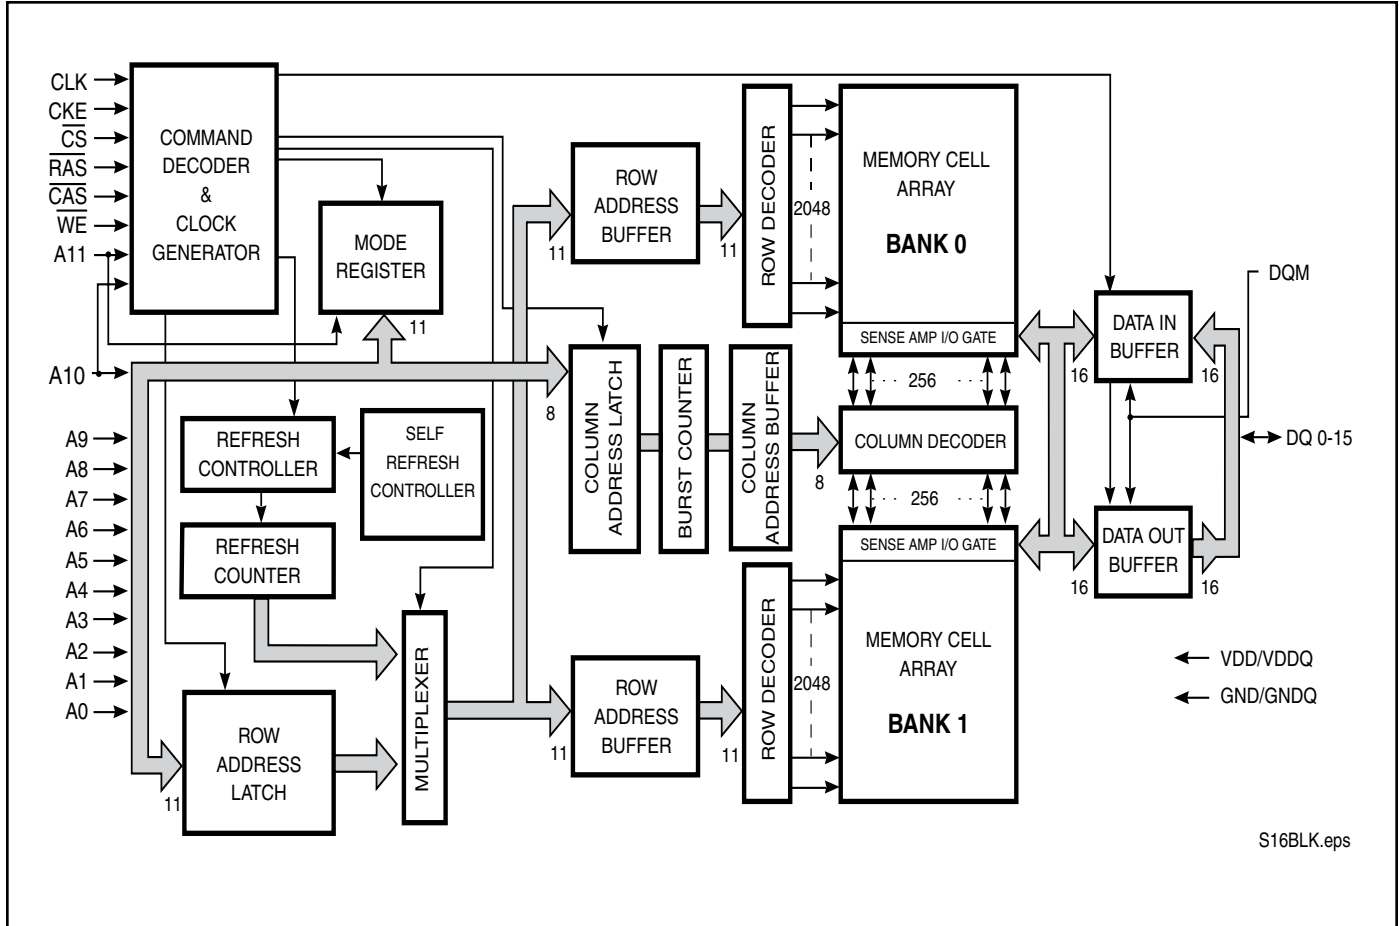 CLK
CKE
CS
RAS
CAS
WE
A11
A10
A9
A8
A7
A6
A5
A4
A3
A2
A1
A0
COMMAND
DECODER
&
CLOCK
GENERATOR
MODE
REGISTER
11
REFRESH
CONTROLLER
SELF
REFRESH
CONTROLLER
REFRESH
COUNTER
ROW
ADDRESS
LATCH
11
MULTIPLEXER
ROW
ADDRESS
BUFFER
11
11
ROW DECODER
2048
MEMORY CELL
ARRAY
BANK 0
SENSE AMP I/O GATE
256
COLUMN
ADDRESS LATCH
8
BURST COUNTER
COLUMN
ADDRESS BUFFER
8
COLUMN DECODER
256
SENSE AMP I/O GATE
MEMORY CELL
ARRAY
BANK 1
ROW
ADDRESS
BUFFER
11
11
ROW DECODER
2048
DATA IN
BUFFER
16
16
DATA OUT
BUFFER
16
16
DQM
DQ 0-15
VDD/VDDQ
GND/GNDQ
S16BLK.eps